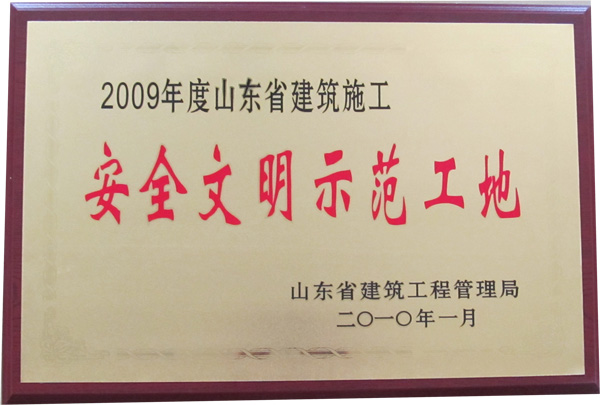 2009年度山东省建筑施工
安全文明示范工地
山东省建筑工程管理局
二〇一〇年一月